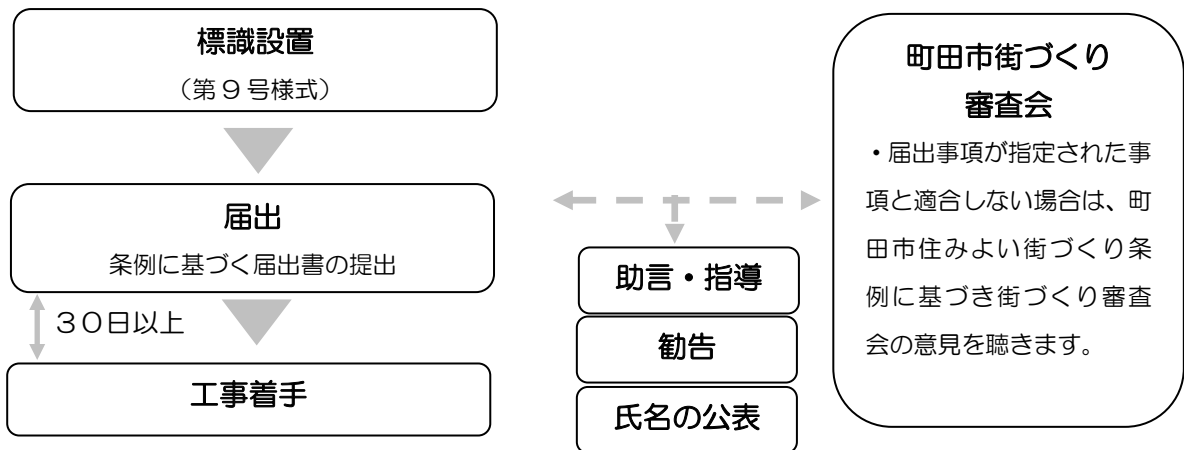 標識設置
（第９号様式）
届出
条例に基づく届出書の提出
３０日以上
工事着手
助言・指導
勧告
氏名の公表
町田市街づくり
審査会
・届出事項が指定された事
項と適合しない場合は、町
田市住みよい街づくり条
例に基づき街づくり審査
会の意見を聴きます。